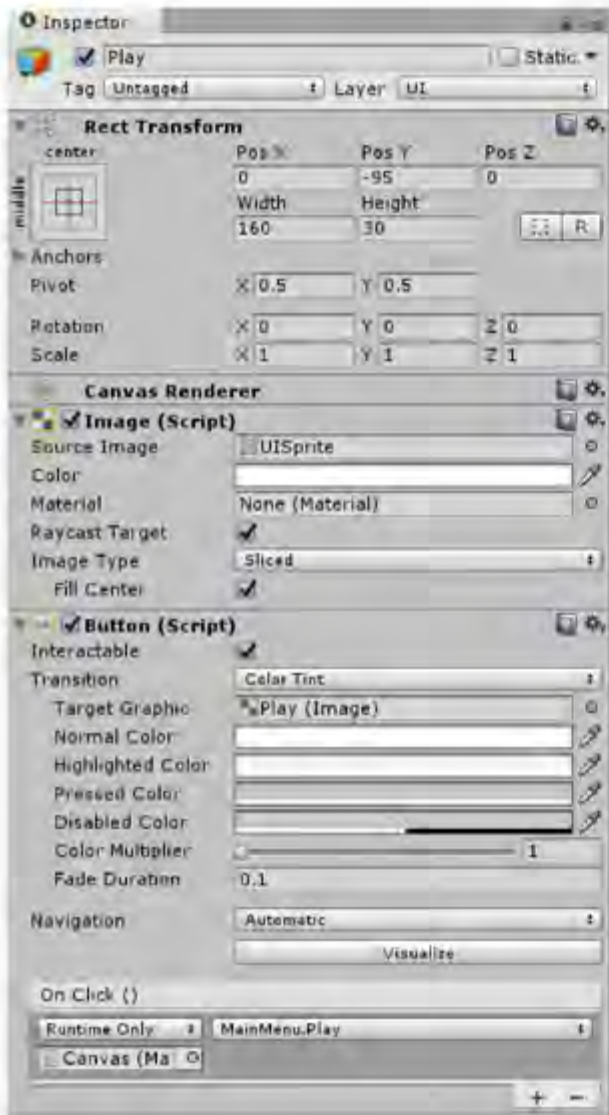 Inspector
Play Static
Tag Untagged Layer UI
Rect Transform
center Pos X Pos Y Pos Z
middle
0 -95 0
Width Height
160 30 R
Anchors
Pivot X 0.5 Y 0.5
Rotation X 0 Y 0 Z 0
Scale X 1 Y 1 Z 1
Canvas Renderer
Image (Script)
Source Image UISprite
Color
Material None (Material)
Raycast Target
Image Type Sliced
Fill Center
Button (Script)
Interactable
Transition Color Tint
Target Graphic Play (Image)
Normal Color
Highlighted Color
Pressed Color
Disabled Color
Color Multiplier 1
Fade Duration 0.1
Navigation Automatic
Visualize
On Click ()
Runtime Only MainMenu.Play
Canvas (Ma
+ -